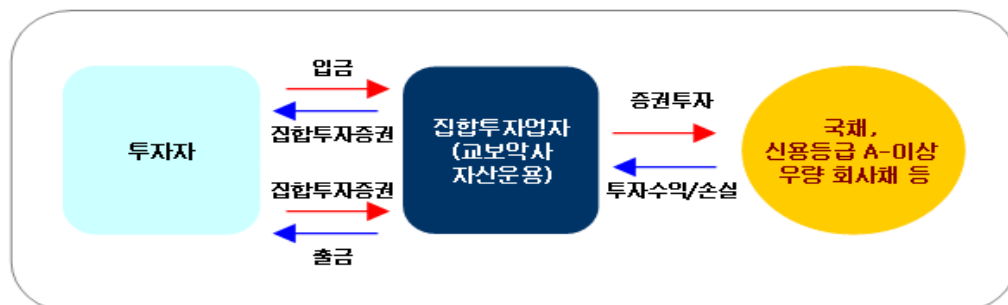 입금
집합투자증권
투자자
집합투자증권
출금
집합투자업자
(교보악사
자산운용)
증권투자
투자수익/손실
국채,
신용등급 A-이상
우량 회사채 등